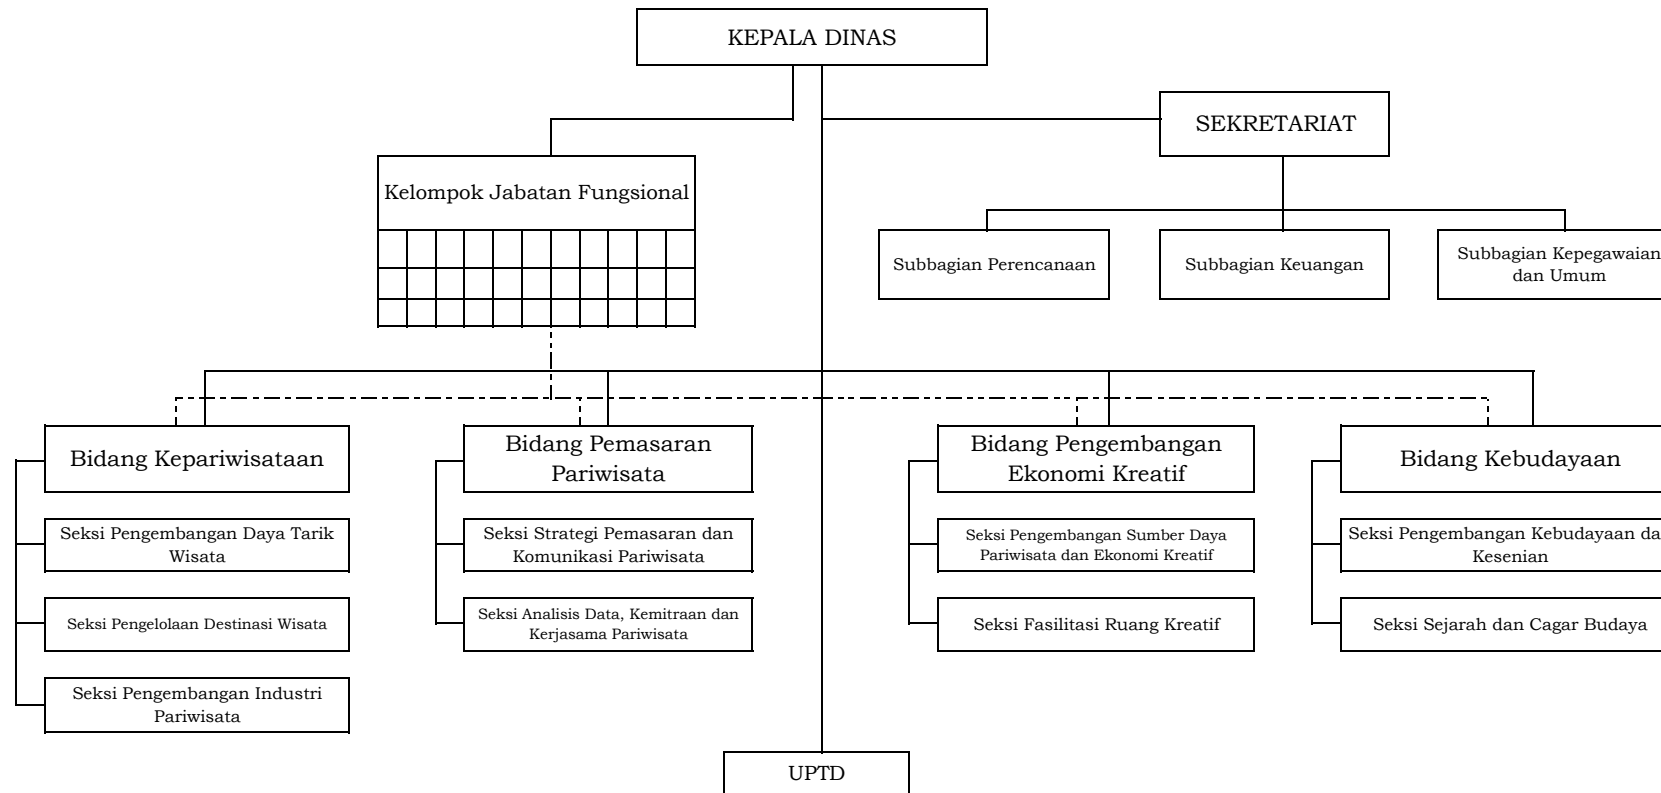 KEPALA DINAS
SEKRETARIAT
Kelompok Jabatan Fungsional
Subbagian Perencanaan
Subbagian Keuangan
Subbagian Kepegawaian
dan Umum
Bidang Kepariwisataan
Bidang Pemasaran
Pariwisata
Bidang Pengembangan
Ekonomi Kreatif
Bidang Kebudayaan
Seksi Pengembangan Daya Tarik
Wisata
Seksi Strategi Pemasaran dan
Komunikasi Pariwisata
Seksi Pengembangan Sumber Daya
Pariwisata dan Ekonomi Kreatif
Seksi Pengembangan Kebudayaan da
Kesenian
Seksi Pengelolaan Destinasi Wisata
Seksi Analisis Data, Kemitraan dan
Kerjasama Pariwisata
Seksi Fasilitasi Ruang Kreatif
Seksi Sejarah dan Cagar Budaya
Seksi Pengembangan Industri
Pariwisata
UPTD